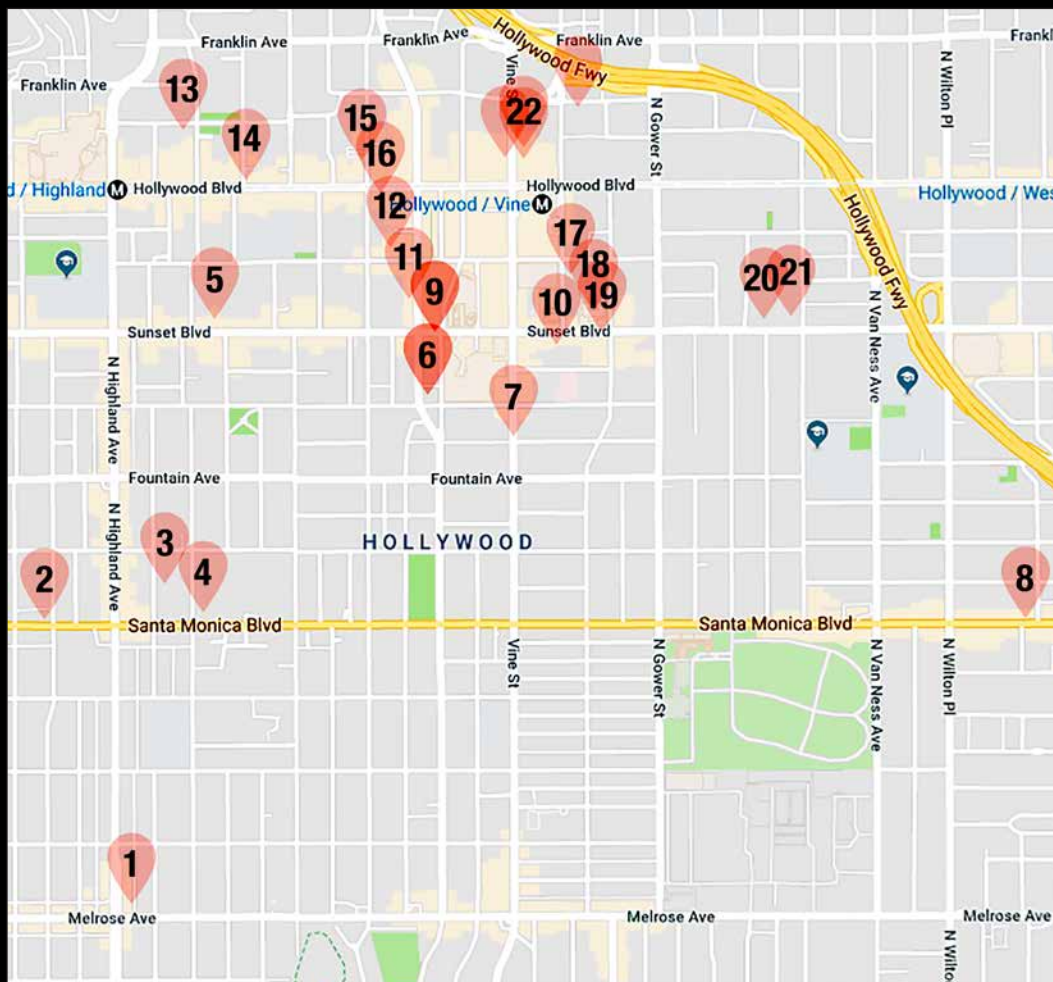 Franklin Ave
Franklin Ave
Franklin Ave
Frankl
Hollywood Fwy
Franklin Ave
Vine S
N Wilton Pl
13
15
22
N Gower St
14
16
d / Highland
M
Hollywood Blvd
Hollywood Blvd
Hollywood / Wes
12
Hollywood / Vine
M
17
Hollywood Fwy
11
18
5
20
21
9
10
19
Sunset Blvd
Sunset Blvd
6
N Van Ness Ave
7
N Highland Ave
Fountain Ave
Fountain Ave
N Highland Ave
3
HOLLYWOOD
2
4
8
Santa Monica Blvd
Santa Monica Blvd
Vine St
N Gower St
N Van Ness Ave
N Wilton Pl
1
Melrose Ave
Melrose Ave
Melrose Ave
N Wilto